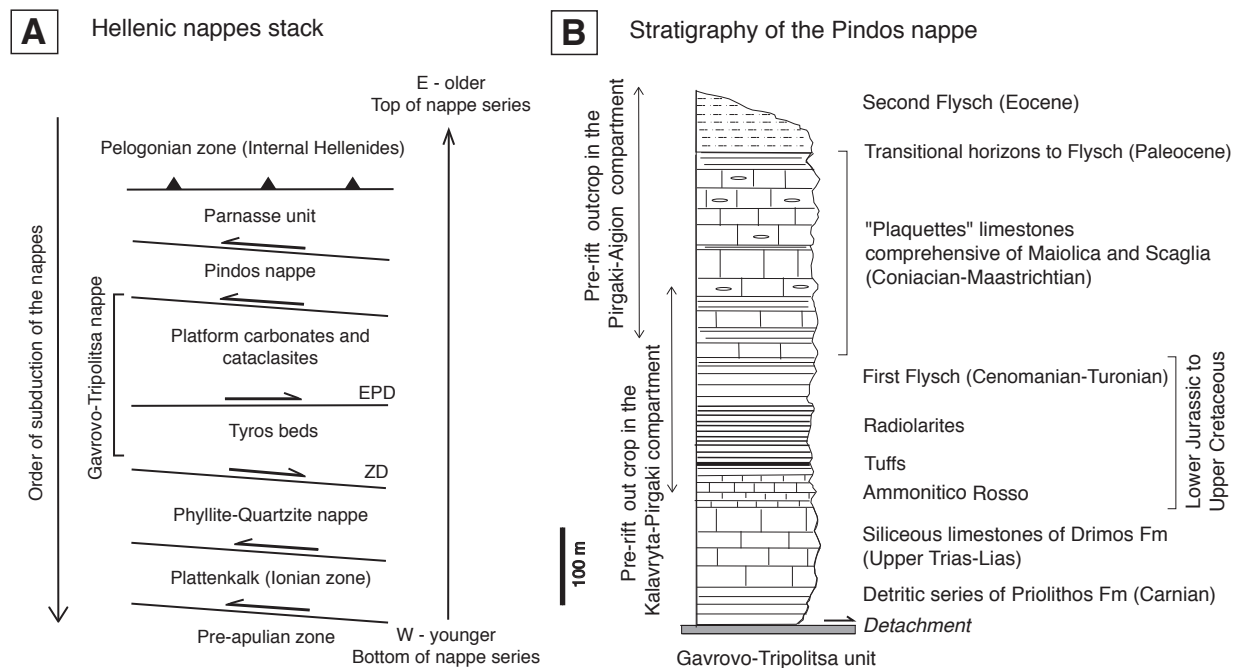 A
Hellenic nappes stack
E - older
Top of nappe series
Pelogonian zone (Internal Hellenides)
Parnasse unit
Pindos nappe
Platform carbonates and
cataclasites
EPD
Tyros beds
ZD
Phyllite-Quartzite nappe
Plattenkalk (Ionian zone)
Pre-apulian zone
W - younger
Bottom of nappe series
Order of subduction of the nappes
Gavrovo-Tripolitsa nappe
B
Stratigraphy of the Pindos nappe
Pre-rift outcrop in the
Pirgaki-Aigion compartment
Pre-rift out crop in the
Kalavryta-Pirgaki compartment
100 m
Second Flysch (Eocene)
Transitional horizons to Flysch (Paleocene)
"Plaquettes" limestones
comprehensive of Maiolica and Scaglia
(Coniacian-Maastrichtian)
First Flysch (Cenomanian-Turonian)
Radiolarites
Tuffs
Ammonitico Rosso
Lower Jurassic to
Upper Cretaceous
Siliceous limestones of Drimos Fm
(Upper Trias-Lias)
Detritic series of Priolithos Fm (Carnian)
Detachment
Gavrovo-Tripolitsa unit